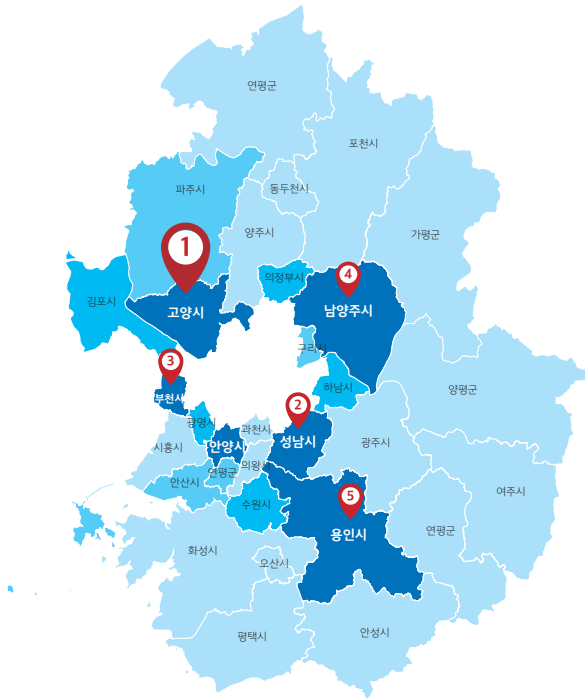 연평군
포천시
파주시
동두천시
양주시
가평군
1
의정부시
4
김포시
고양시
남양주시
구리시
3
하남시
양평군
부천시
2
광명시
과천시
시흥시
안양시
성남시
광주시
연평군
의왕시
안산시
여주시
수원시
5
용인시
연평군
화성시
오산시
평택시
안성시